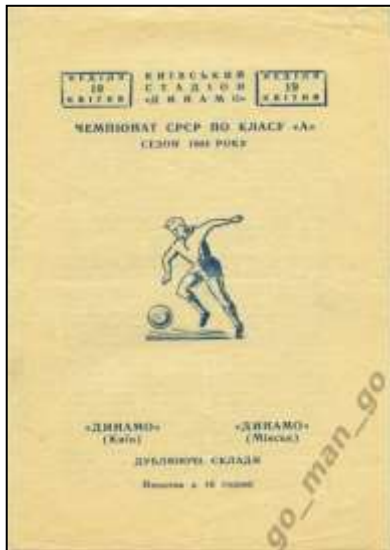 НЕДІЛЯ
КВІТНЯ
КИЇВСЬКИЙ
СТАДІОН
«ДИНАМО»
НЕДІЛЯ
19
КВІТНЯ
ЧЕМПІОНАТ СРСР ПО КЛАСУ «А»
СЕЗОН РОКУ
«ДИНАМО»
(Київ)
«ДИНАМО»
(Мінськ)
ДУБЛЮЮЧІ СКЛАДИ
Початок о годині
go_man_go